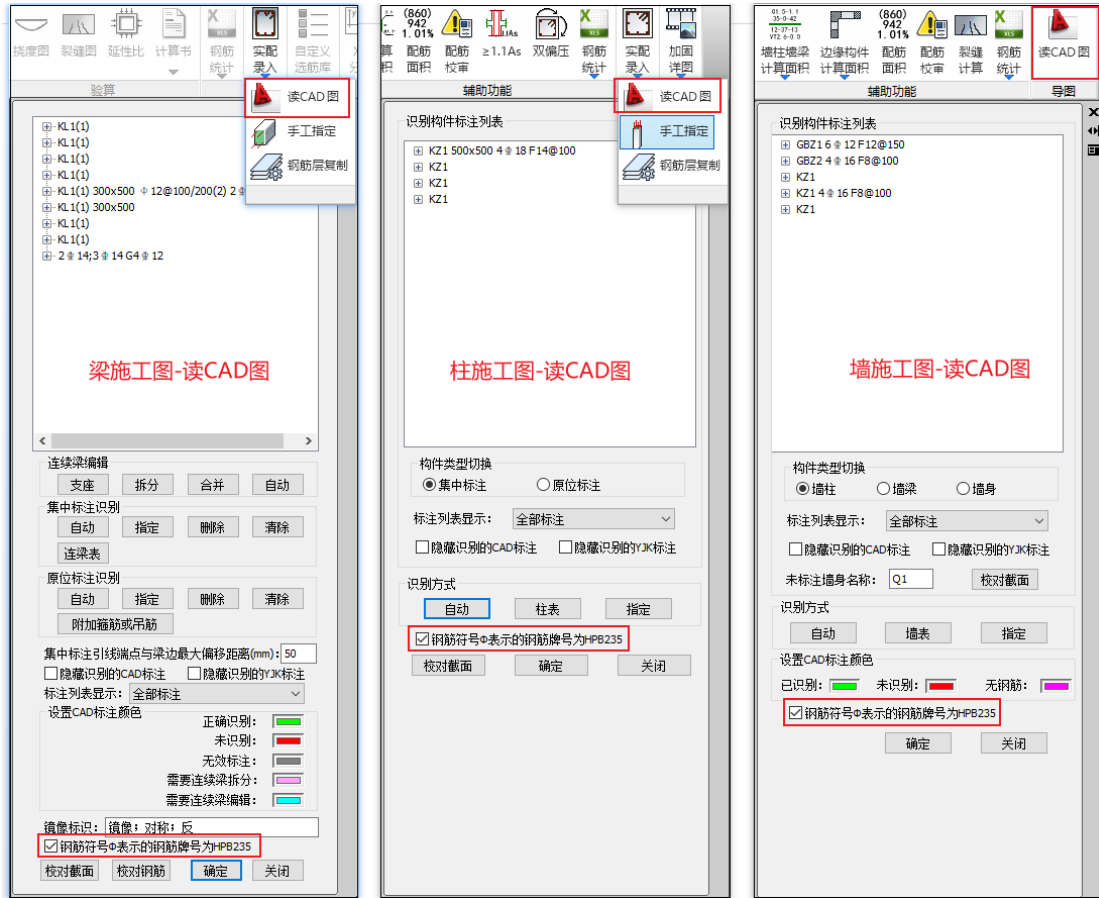 挠度图 裂缝图 延性比 计算书 钢筋统计 实配录入 自定义选筋库
验算
读CAD图
手工指定
钢筋层复制
KL1(1)
KL1(1)
KL1(1)
KL1(1)
KL1(1) 300x500 Φ12@100/200(2) 2
KL1(1) 300x500
KL1(1)
KL1(1)
2Φ14;3Φ14 G4Φ12
梁施工图-读CAD图
连续梁编辑
支座 拆分 合并 自动
集中标注识别
自动 指定 删除 清除
连梁表
原位标注识别
自动 指定 删除 清除
附加箍筋或吊筋
集中标注引线端点与梁边最大偏移距离(mm): 50
隐藏识别的CAD标注 隐藏识别的YJK标注
标注列表显示: 全部标注
设置CAD标注颜色
正确识别:
未识别:
无效标注:
需要连续梁拆分:
需要连续梁编辑:
镜像标识: 镜像;对称;反
钢筋符号Φ表示的钢筋牌号为HPB235
校对截面 校对钢筋 确定 关闭
(860)
942
1.01%
配筋面积 配筋校审 ≥1.1As 双偏压 钢筋统计 实配录入 加固详图
辅助功能
读CAD图
手工指定
钢筋层复制
识别构件标注列表
KZ1 500x500 4Φ18 F14@100
KZ1
KZ1
KZ1
柱施工图-读CAD图
构件类型切换
集中标注 原位标注
标注列表显示: 全部标注
隐藏识别的CAD标注 隐藏识别的YJK标注
识别方式
自动 柱表 指定
钢筋符号Φ表示的钢筋牌号为HPB235
校对截面 确定 关闭
G1.5-1.1
35-0-42
12-37-13
VT2.6-0.0
(860)
942
1.01%
墙柱墙梁计算面积 边缘构件计算面积 配筋面积 配筋校审 裂缝计算 钢筋统计 读CAD图
辅助功能 导图
识别构件标注列表
GBZ1 6Φ12 F12@150
GBZ2 4Φ16 F8@100
KZ1
KZ1 4Φ16 F8@100
KZ1
墙施工图-读CAD图
构件类型切换
墙柱 墙梁 墙身
标注列表显示: 全部标注
隐藏识别的CAD标注 隐藏识别的YJK标注
未标注墙身名称: Q1 校对截面
识别方式
自动 墙表 指定
设置CAD标注颜色
已识别: 未识别: 无钢筋:
钢筋符号Φ表示的钢筋牌号为HPB235
确定 关闭